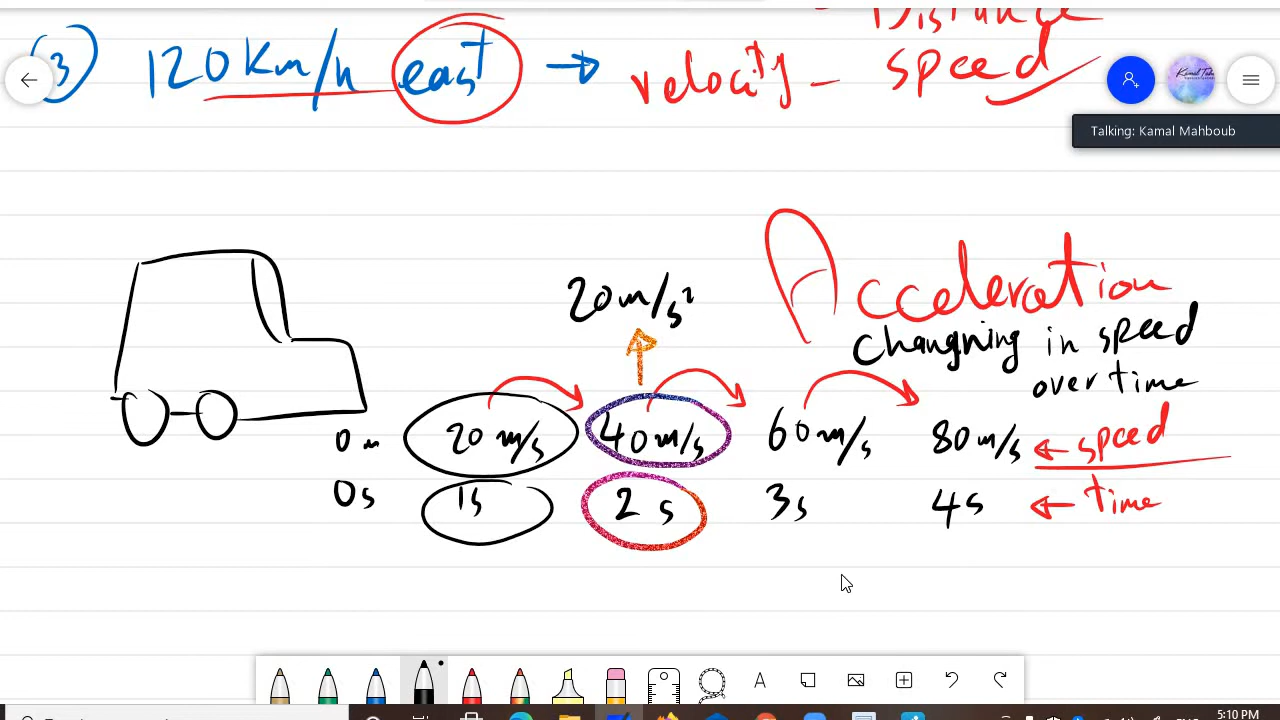 Distance
(3) 120 Km/h east → velocity – speed
Talking: Kamal Mahboub
Acceleration
20 m/s²
Changning in speed
over time
0 m 20 m/s 40 m/s 60 m/s 80 m/s ← speed
0s 1s 2 s 3s 4s ← time
A
5:10 PM